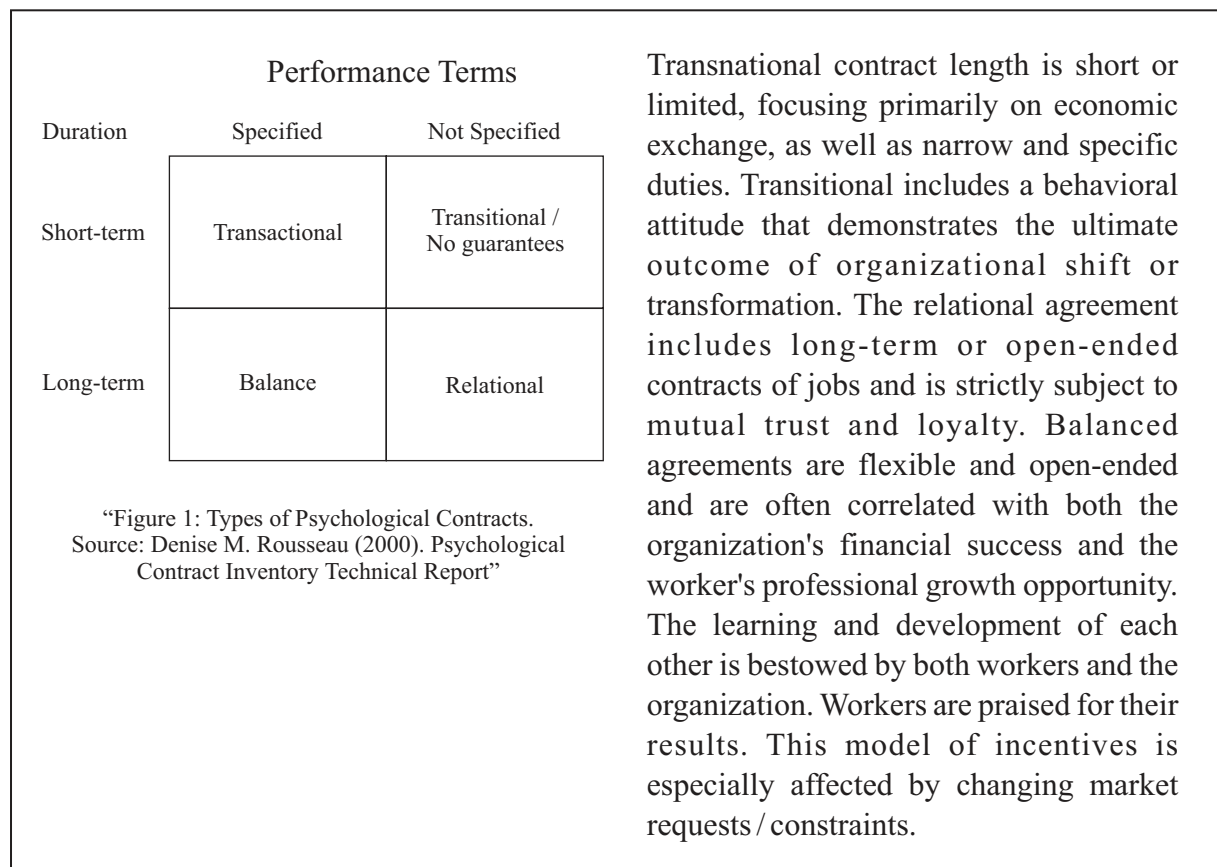 Performance Terms
Duration Specified Not Specified
Short-term Transactional Transitional /
No guarantees
Long-term Balance Relational
“Figure 1: Types of Psychological Contracts.
Source: Denise M. Rousseau (2000). Psychological
Contract Inventory Technical Report”
Transnational contract length is short or
limited, focusing primarily on economic
exchange, as well as narrow and specific
duties. Transitional includes a behavioral
attitude that demonstrates the ultimate
outcome of organizational shift or
transformation. The relational agreement
includes long-term or open-ended
contracts of jobs and is strictly subject to
mutual trust and loyalty. Balanced
agreements are flexible and open-ended
and are often correlated with both the
organization's financial success and the
worker's professional growth opportunity.
The learning and development of each
other is bestowed by both workers and the
organization. Workers are praised for their
results. This model of incentives is
especially affected by changing market
requests / constraints.